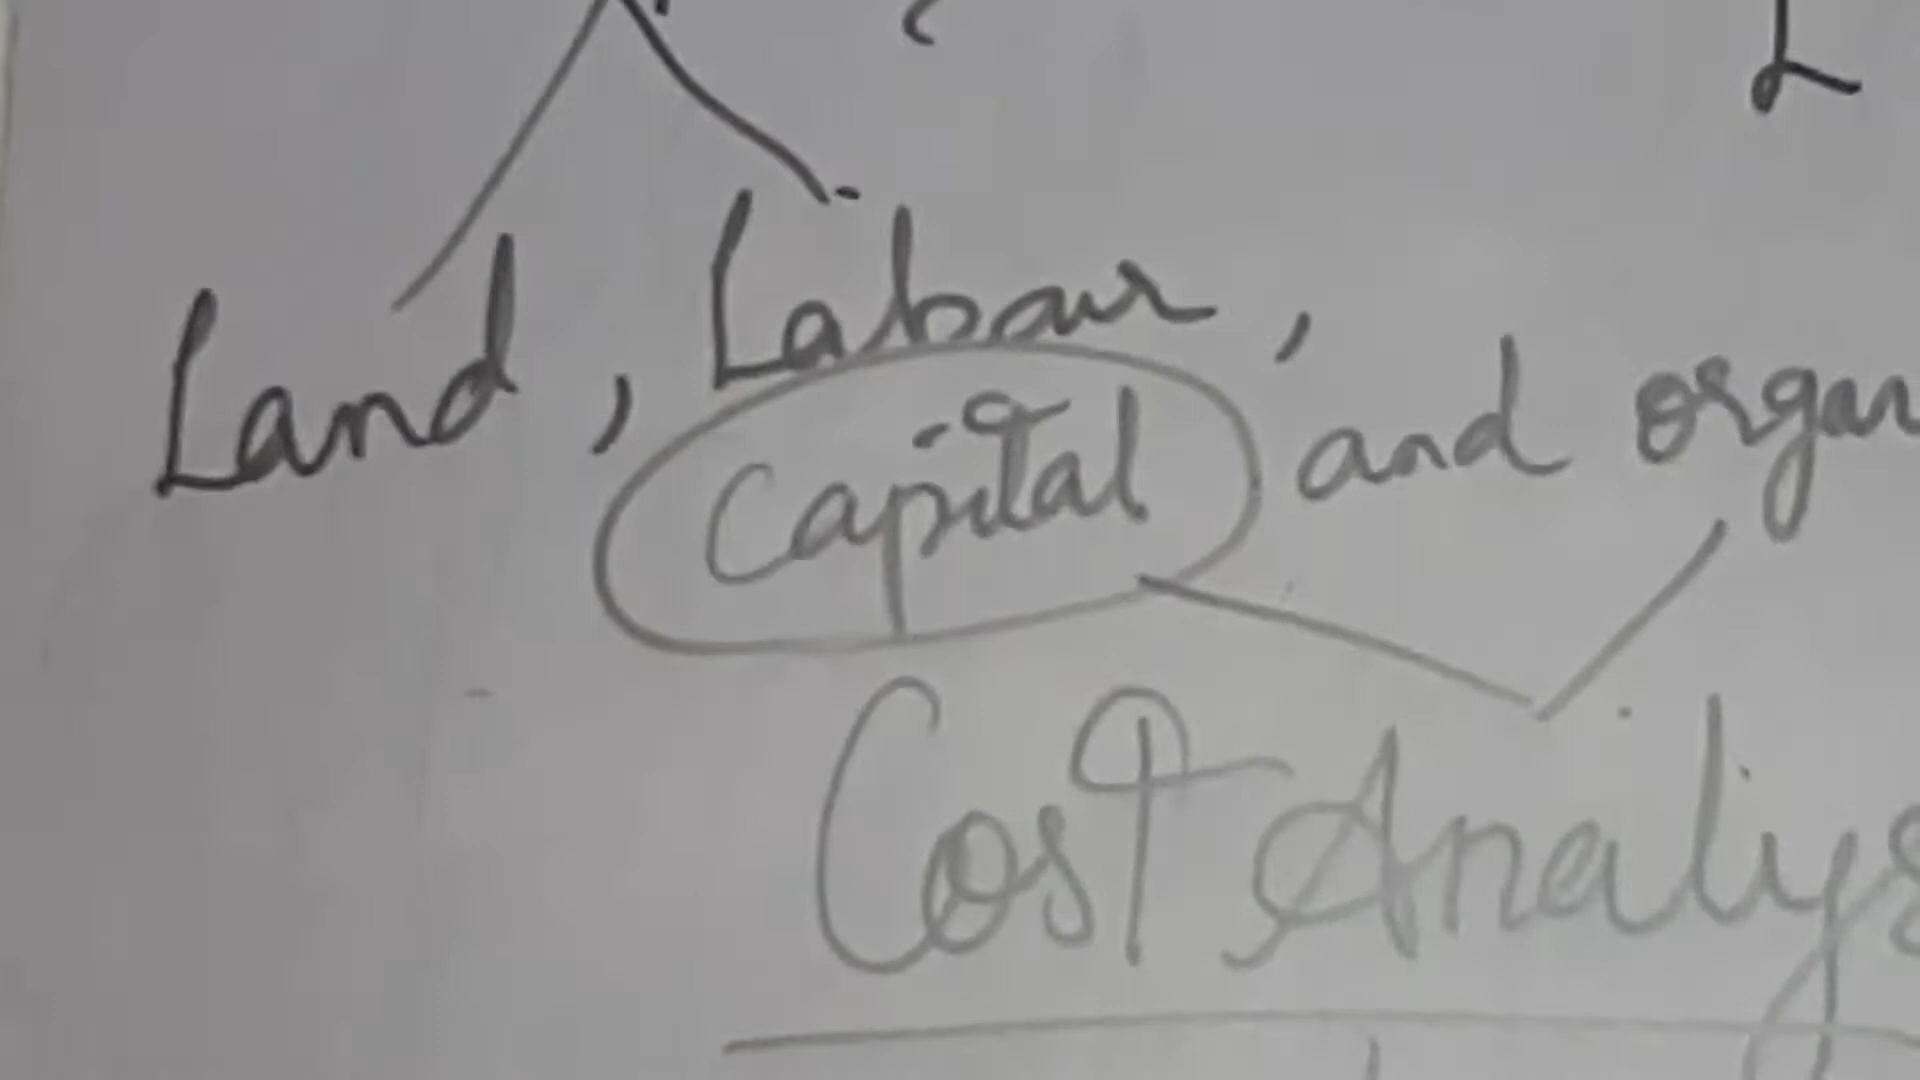 Land, Labour,
Capital and organ
Cost Analys